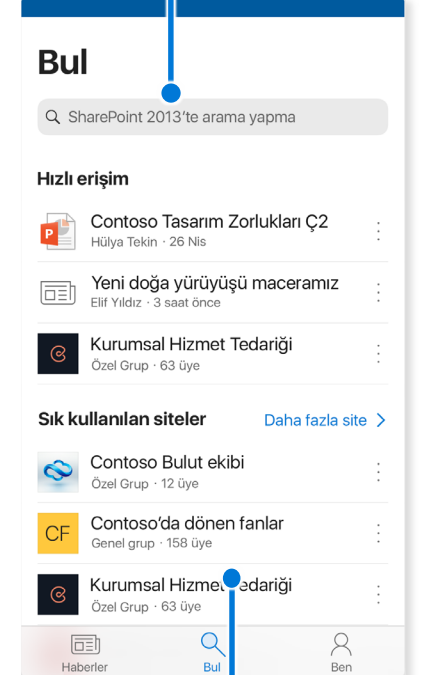 Bul
SharePoint 2013'te arama yapma
Hızlı erişim
Contoso Tasarım Zorlukları Ç2
Hülya Tekin · 26 Nis
Yeni doğa yürüyüşü maceramız
Elif Yıldız · 3 saat önce
Kurumsal Hizmet Tedariği
Özel Grup · 63 üye
Sık kullanılan siteler
Daha fazla site
Contoso Bulut ekibi
Özel Grup · 12 üye
CF
Contoso’da dönen fanlar
Genel grup · 158 üye
Kurumsal Hizmet Tedariği
Özel Grup · 63 üye
Haberler
Bul
Ben